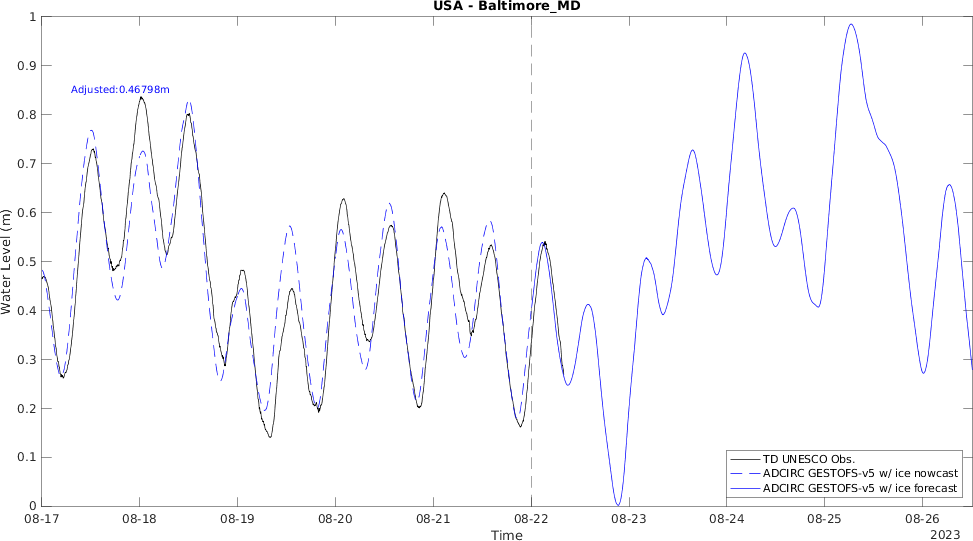 USA - Baltimore_MD
Adjusted:0.46798m
Water Level (m)
1
0.9
0.8
0.7
0.6
0.5
0.4
0.3
0.2
0.1
0
TD UNESCO Obs.
ADCIRC GESTOFS-v5 w/ ice nowcast
ADCIRC GESTOFS-v5 w/ ice forecast
08-17 08-18 08-19 08-20 08-21 08-22 08-23 08-24 08-25 08-26
Time
2023